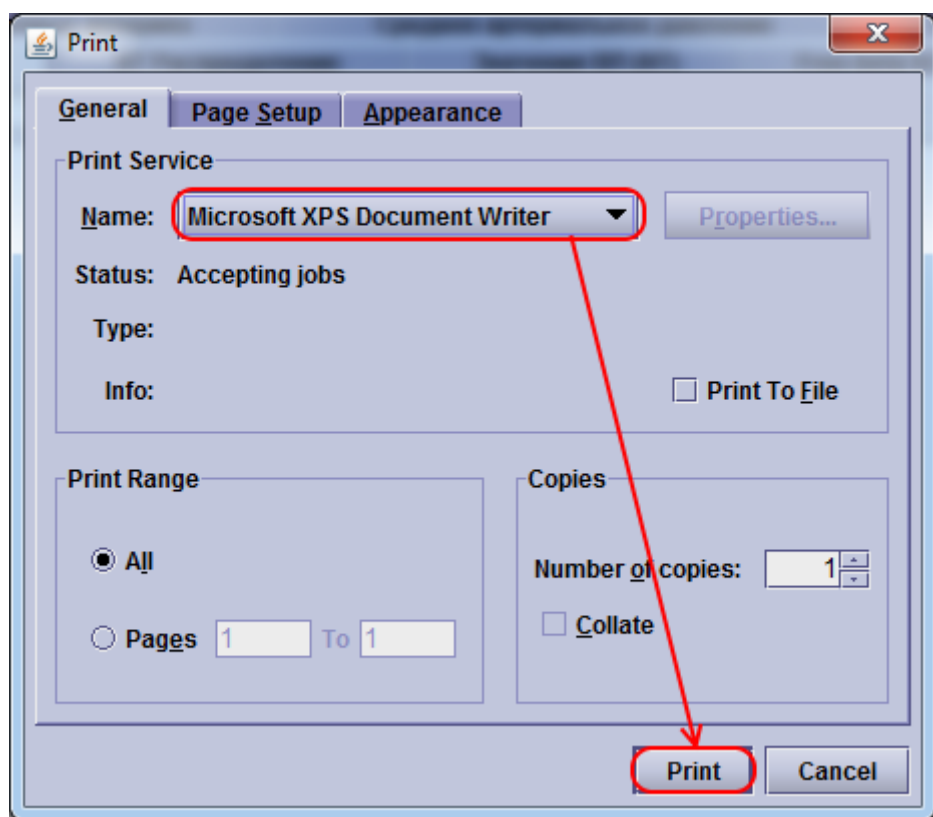 Print
General Page Setup Appearance
Print Service
Name: Microsoft XPS Document Writer Properties...
Status: Accepting jobs
Type:
Info: Print To File
Print Range Copies
All Number of copies: 1
Collate
Pages 1 To 1
Print Cancel